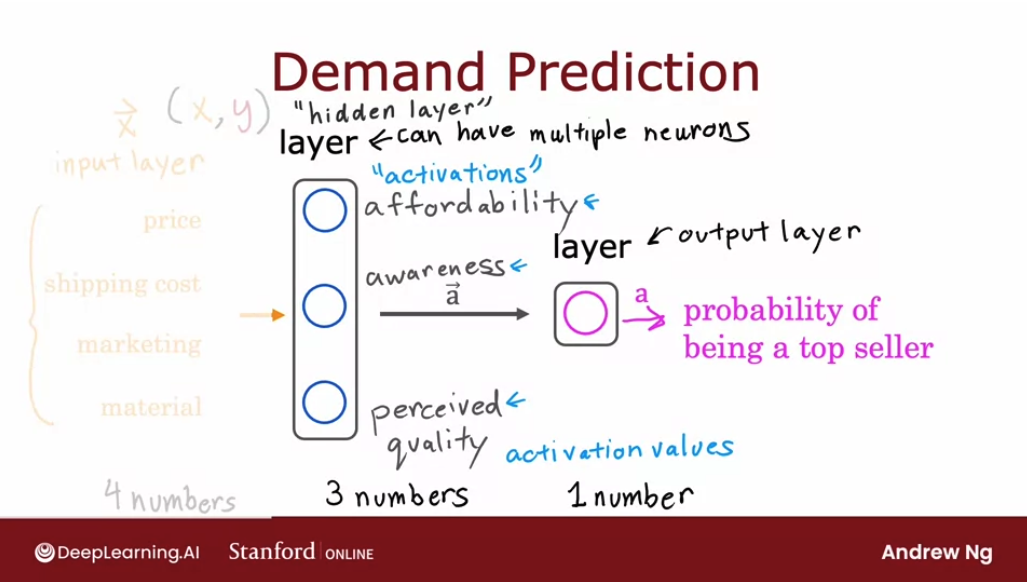 Demand Prediction
x⃗ (x, y)
"hidden layer"
layer ← can have multiple neurons
input layer
"activations"
price
affordability ←
layer ← output layer
shipping cost
awareness ←
a⃗
a
probability of
being a top seller
marketing
material
perceived ←
quality
activation values
4 numbers
3 numbers
1 number
DeepLearning.AI
Stanford | ONLINE
Andrew Ng